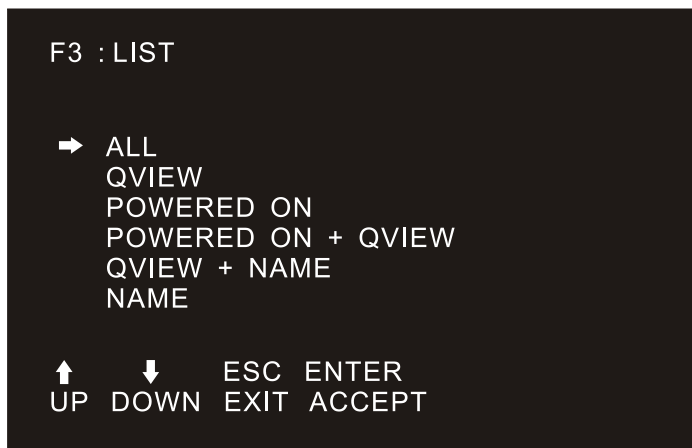 F3 : LIST
ALL
QVIEW
POWERED ON
POWERED ON + QVIEW
QVIEW + NAME
NAME
ESC ENTER
UP DOWN EXIT ACCEPT